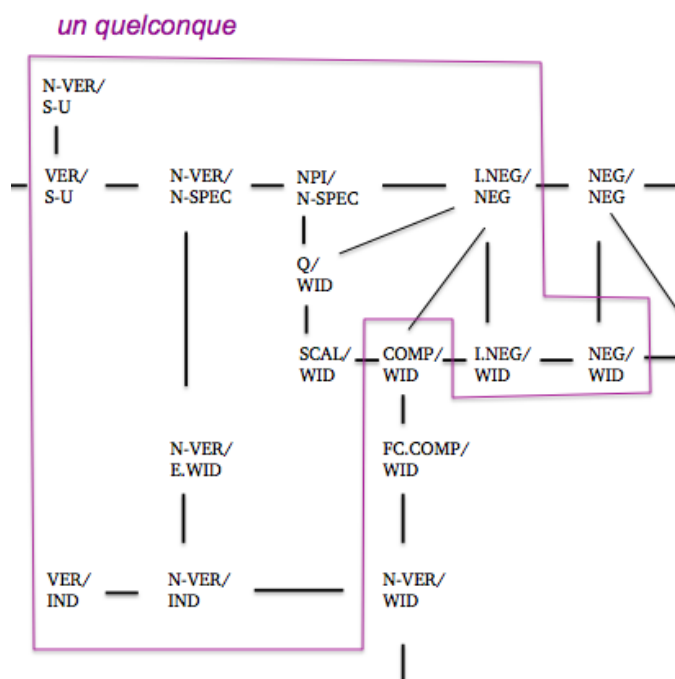 un quelconque
N-VER/
S-U
VER/
S-U
N-VER/
N-SPEC
NPI/
N-SPEC
I.NEG/
NEG
NEG/
NEG
Q/
WID
SCAL/
WID
COMP/
WID
I.NEG/
WID
NEG/
WID
N-VER/
E.WID
FC.COMP/
WID
VER/
IND
N-VER/
IND
N-VER/
WID